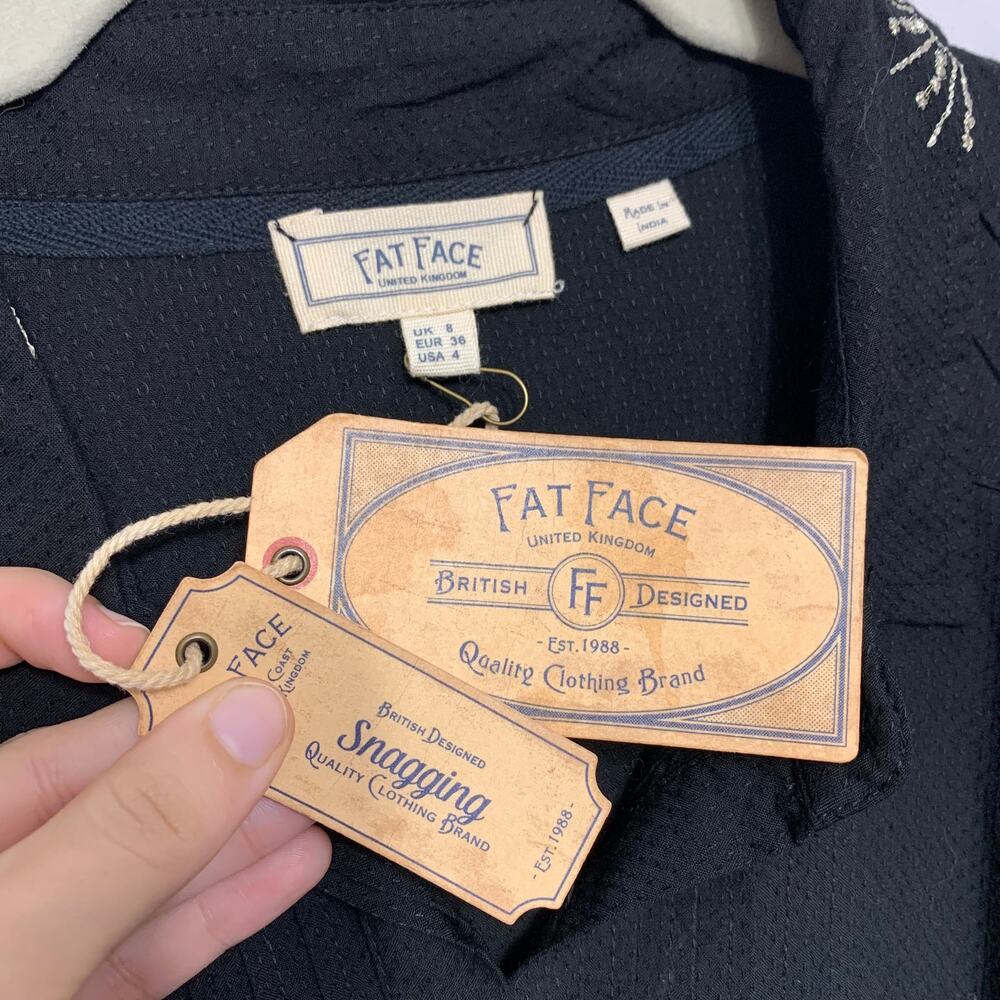 FAT FACE
UNITED KINGDOM
MADE IN
INDIA
UK 8
EUR 36
USA 4
FAT FACE
UNITED KINGDOM
BRITISH FF DESIGNED
- EST. 1988 -
Quality Clothing Brand
FACE
COAST
KINGDOM
BRITISH DESIGNED
Snagging
QUALITY CLOTHING BRAND
- EST. 1988 -